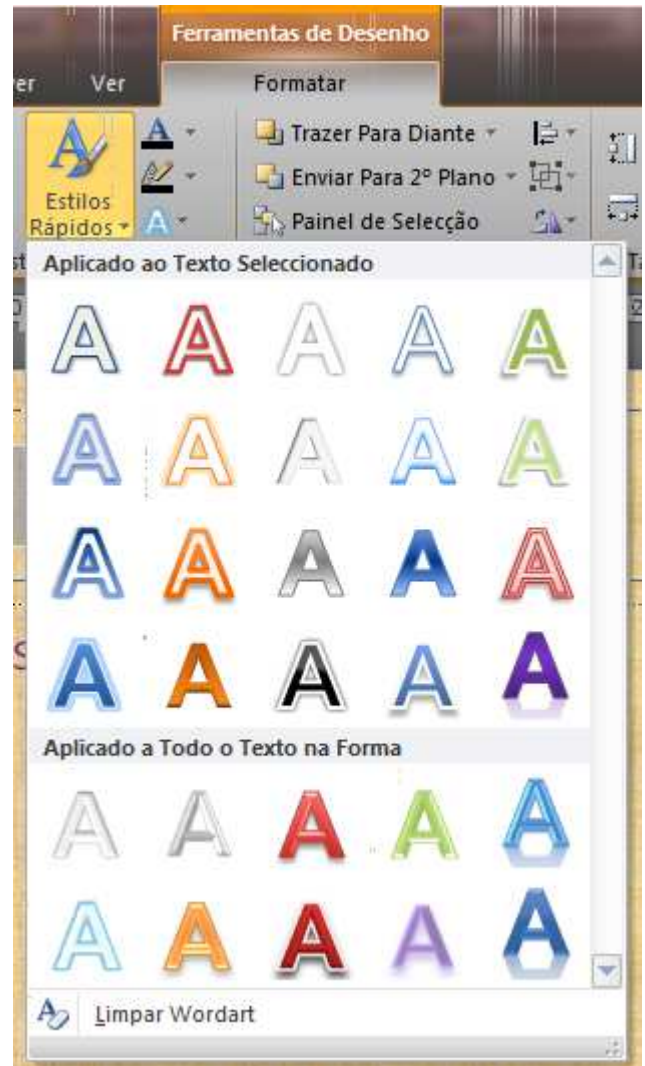 Ferramentas de Desenho
er Ver Formatar
Trazer Para Diante
Enviar Para 2º Plano
Estilos
Rápidos
Painel de Selecção
Aplicado ao Texto Seleccionado
A A A A A
A A A A A
A A A A A
A A A A A
Aplicado a Todo o Texto na Forma
A A A A A
A A A A A
Limpar Wordart